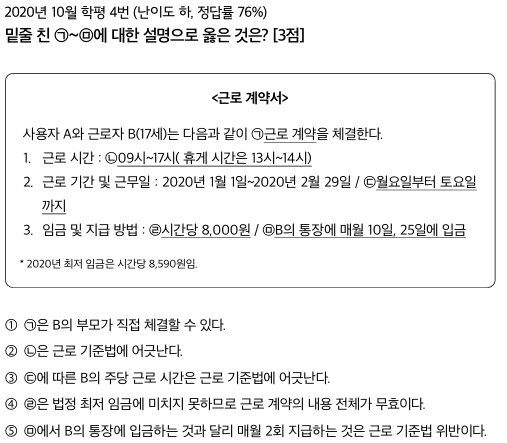 2020년 10월 학평 4번 (난이도 하, 정답률 76%)
밑줄 친 ㉠~㉤에 대한 설명으로 옳은 것은? [3점]
<근로 계약서>
사용자 A와 근로자 B(17세)는 다음과 같이 ㉠근로 계약을 체결한다.
1. 근로 시간 : ㉡09시~17시( 휴게 시간은 13시~14시)
2. 근로 기간 및 근무일 : 2020년 1월 1일~2020년 2월 29일 / ㉢월요일부터 토요일
까지
3. 임금 및 지급 방법 : ㉣시간당 8,000원 / ㉤B의 통장에 매월 10일, 25일에 입금
* 2020년 최저 임금은 시간당 8,590원임.
① ㉠은 B의 부모가 직접 체결할 수 있다.
② ㉡은 근로 기준법에 어긋난다.
③ ㉢에 따른 B의 주당 근로 시간은 근로 기준법에 어긋난다.
④ ㉣은 법정 최저 임금에 미치지 못하므로 근로 계약의 내용 전체가 무효이다.
⑤ ㉤에서 B의 통장에 입금하는 것과 달리 매월 2회 지급하는 것은 근로 기준법 위반이다.